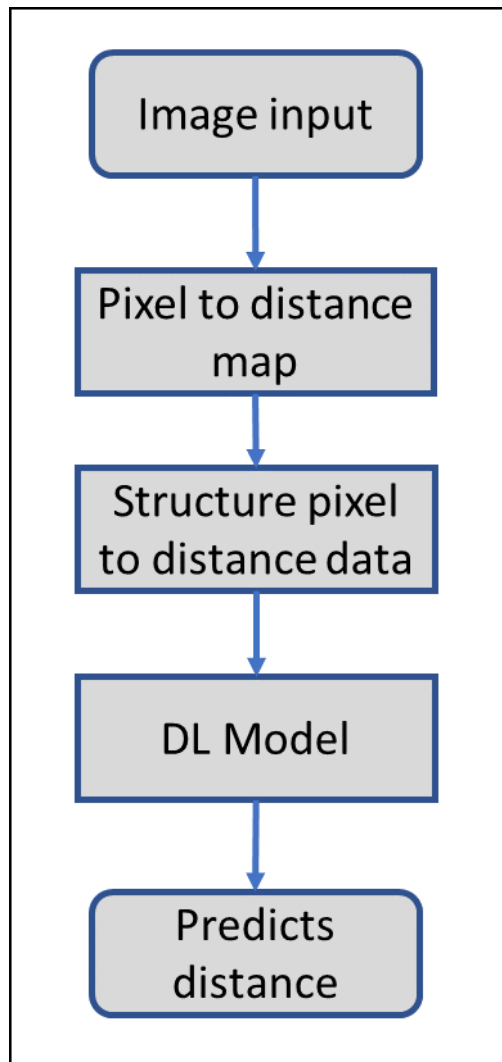 Image input
Pixel to distance
map
Structure pixel
to distance data
DL Model
Predicts
distance